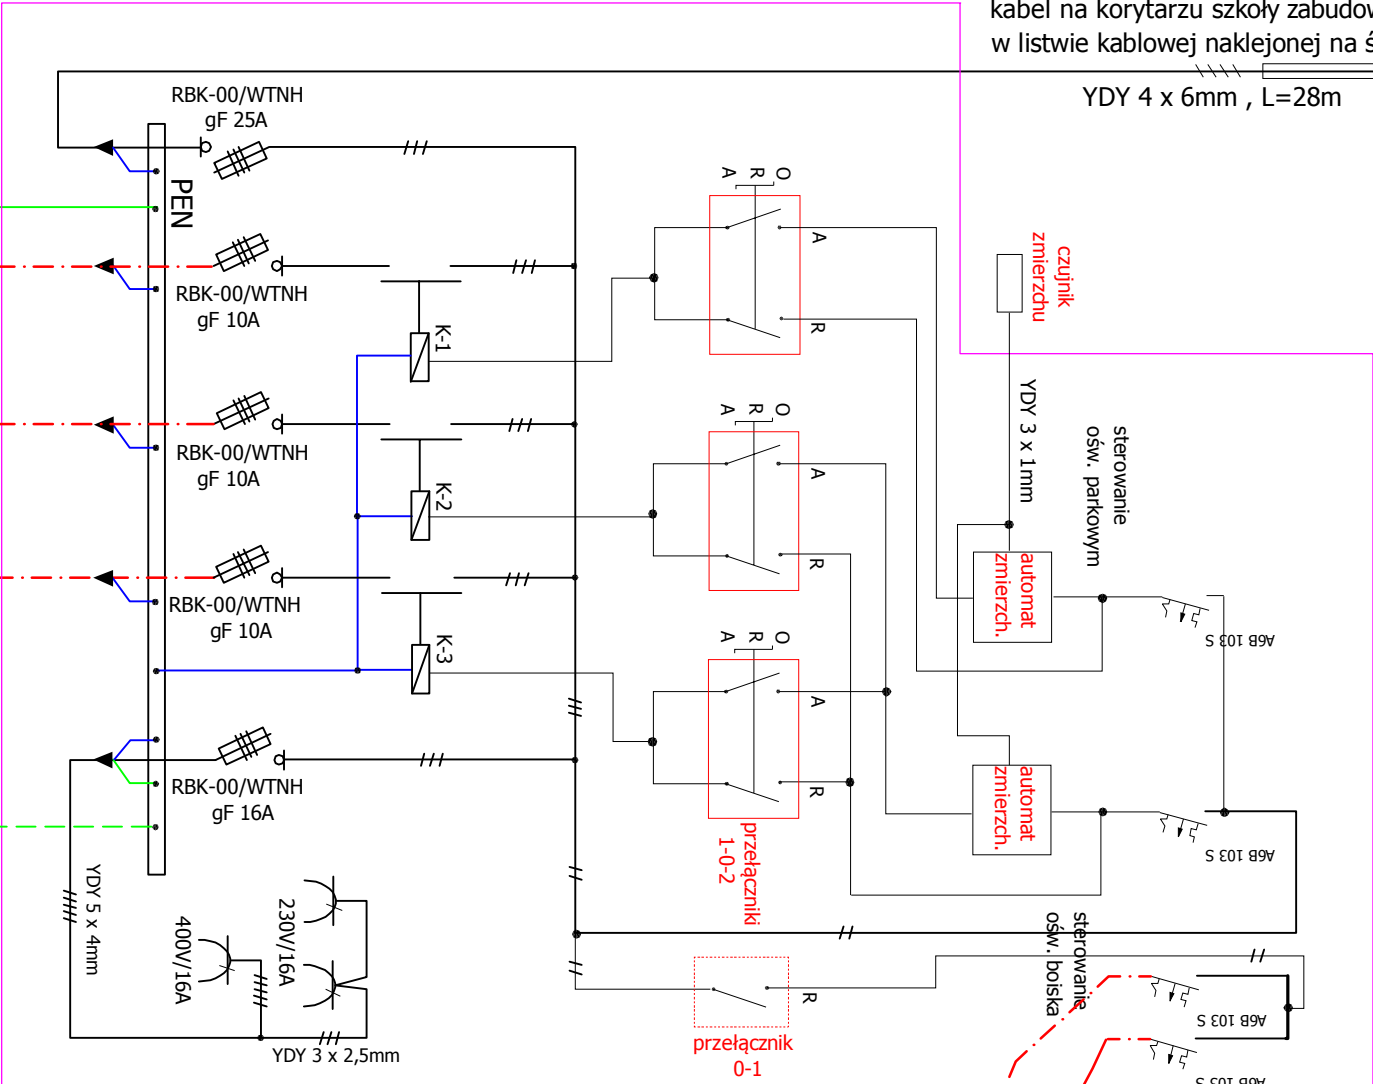 kabel na korytarzu szkoły
w listwie kablowej naklejonej na
YDY 4 x 6mm , L=28m
RBK-00/WTNH
gF 25A
PEN
RBK-00/WTNH
gF 10A
K-1
RBK-00/WTNH
gF 10A
K-2
RBK-00/WTNH
gF 10A
K-3
RBK-00/WTNH
gF 16A
YDY 5 x 4mm
400V/16A
230V/16A
YDY 3 x 2,5mm
O
R
A
A
R
O
R
A
A
R
O
R
A
A
R
przełączniki
1-0-2
czujnik
zmierzchu
YDY 3 x 1mm
sterowanie
ośw. parkowym
automat
zmierzch.
A6B 103 S
automat
zmierzch.
A6B 103 S
sterowanie
ośw. boiska
R
przełącznik
0-1
A6B 103 S
A6B 103 S